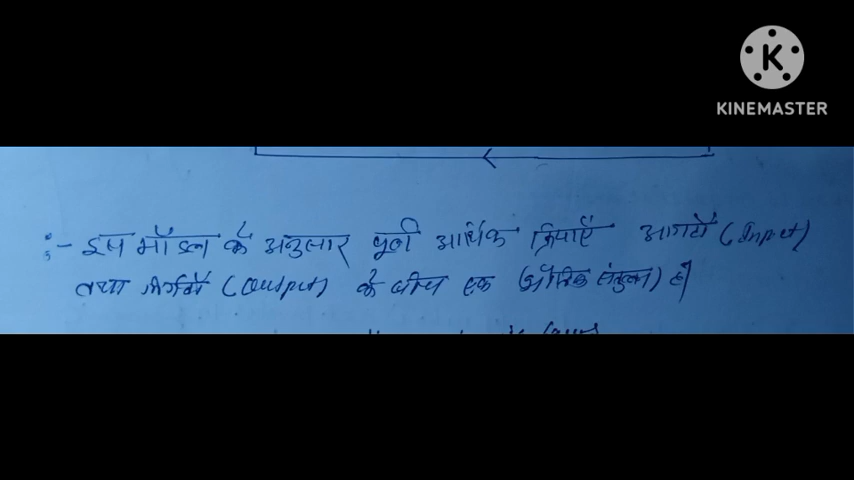 KINEMASTER
:- इस मॉडल के अनुसार पूर्ण आर्थिक क्रियाएँ आगतों (Input)
तथा निर्गतों (Output) के बीच एक (भौतिक संतुलन) है।